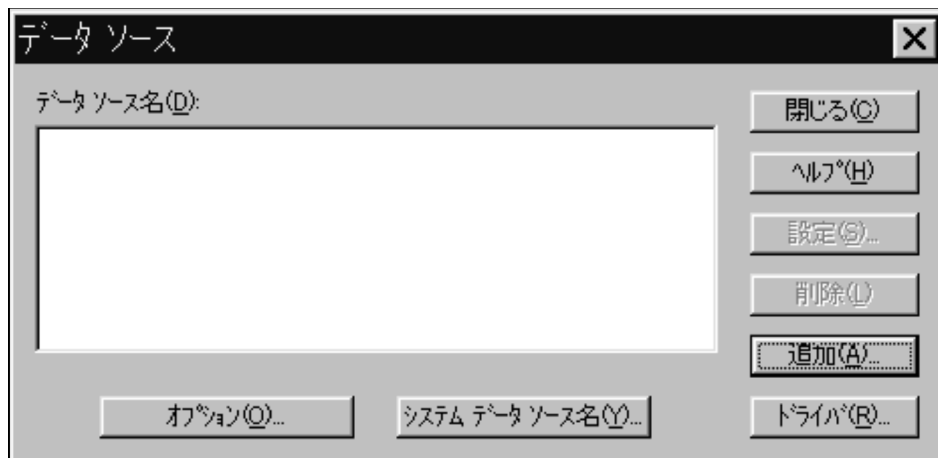 データ ソース
データ ソース名(D):
閉じる(C)
ヘルプ(H)
設定(S)...
削除(L)
追加(A)...
オプション(O)...
システム データ ソース名(Y)...
ドライバ(R)...